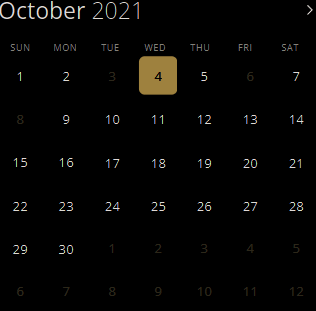 October 2021
SUN MON TUE WED THU FRI SAT
1 2 3 4 5 6 7
8 9 10 11 12 13 14
15 16 17 18 19 20 21
22 23 24 25 26 27 28
29 30 1 2 3 4 5
6 7 8 9 10 11 12